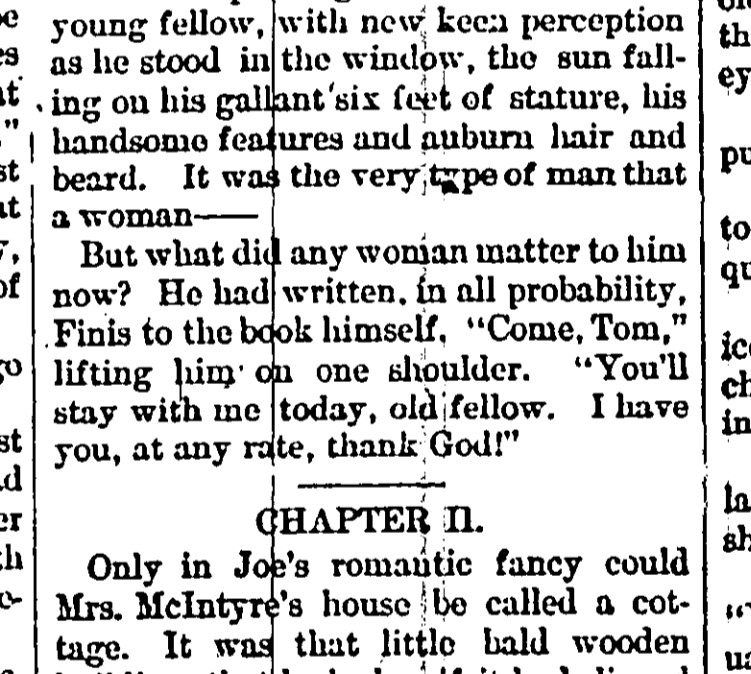 young fellow, with new keen perception
as he stood in the window, the sun fall-
ing on his gallant six feet of stature, his
handsome features and auburn hair and
beard. It was the very type of man that
a woman——
But what did any woman matter to him
now? He had written, in all probability,
Finis to the book himself. "Come, Tom,"
lifting him on one shoulder. "You'll
stay with me today, old fellow. I have
you, at any rate, thank God!"
CHAPTER II.
Only in Joe's romantic fancy could
Mrs. McIntyre's house be called a cot-
tage. It was that little bald wooden